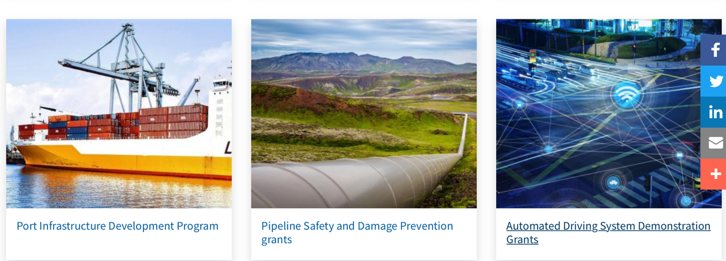 Port Infrastructure Development Program
Pipeline Safety and Damage Prevention
grants
Automated Driving System Demonstration
Grants